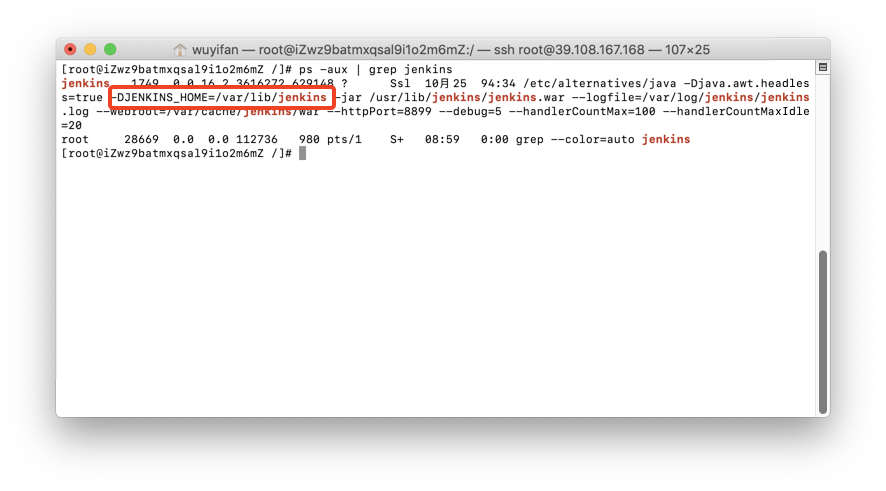 wuyifan — root@iZwz9batmxqsal9i1o2m6mZ:/ — ssh root@39.108.167.168 — 107×25
[root@iZwz9batmxqsal9i1o2m6mZ /]# ps -aux | grep jenkins
jenkins   1749  0.0 16.2 3616272 629148 ?      Ssl  10月25  94:34 /etc/alternatives/java -Djava.awt.headles
s=true -DJENKINS_HOME=/var/lib/jenkins -jar /usr/lib/jenkins/jenkins.war --logfile=/var/log/jenkins/jenkins
.log --webroot=/var/cache/jenkins/war --httpPort=8899 --debug=5 --handlerCountMax=100 --handlerCountMaxIdle
=20
root     28669  0.0  0.0 112736   980 pts/1    S+   08:59   0:00 grep --color=auto jenkins
[root@iZwz9batmxqsal9i1o2m6mZ /]#